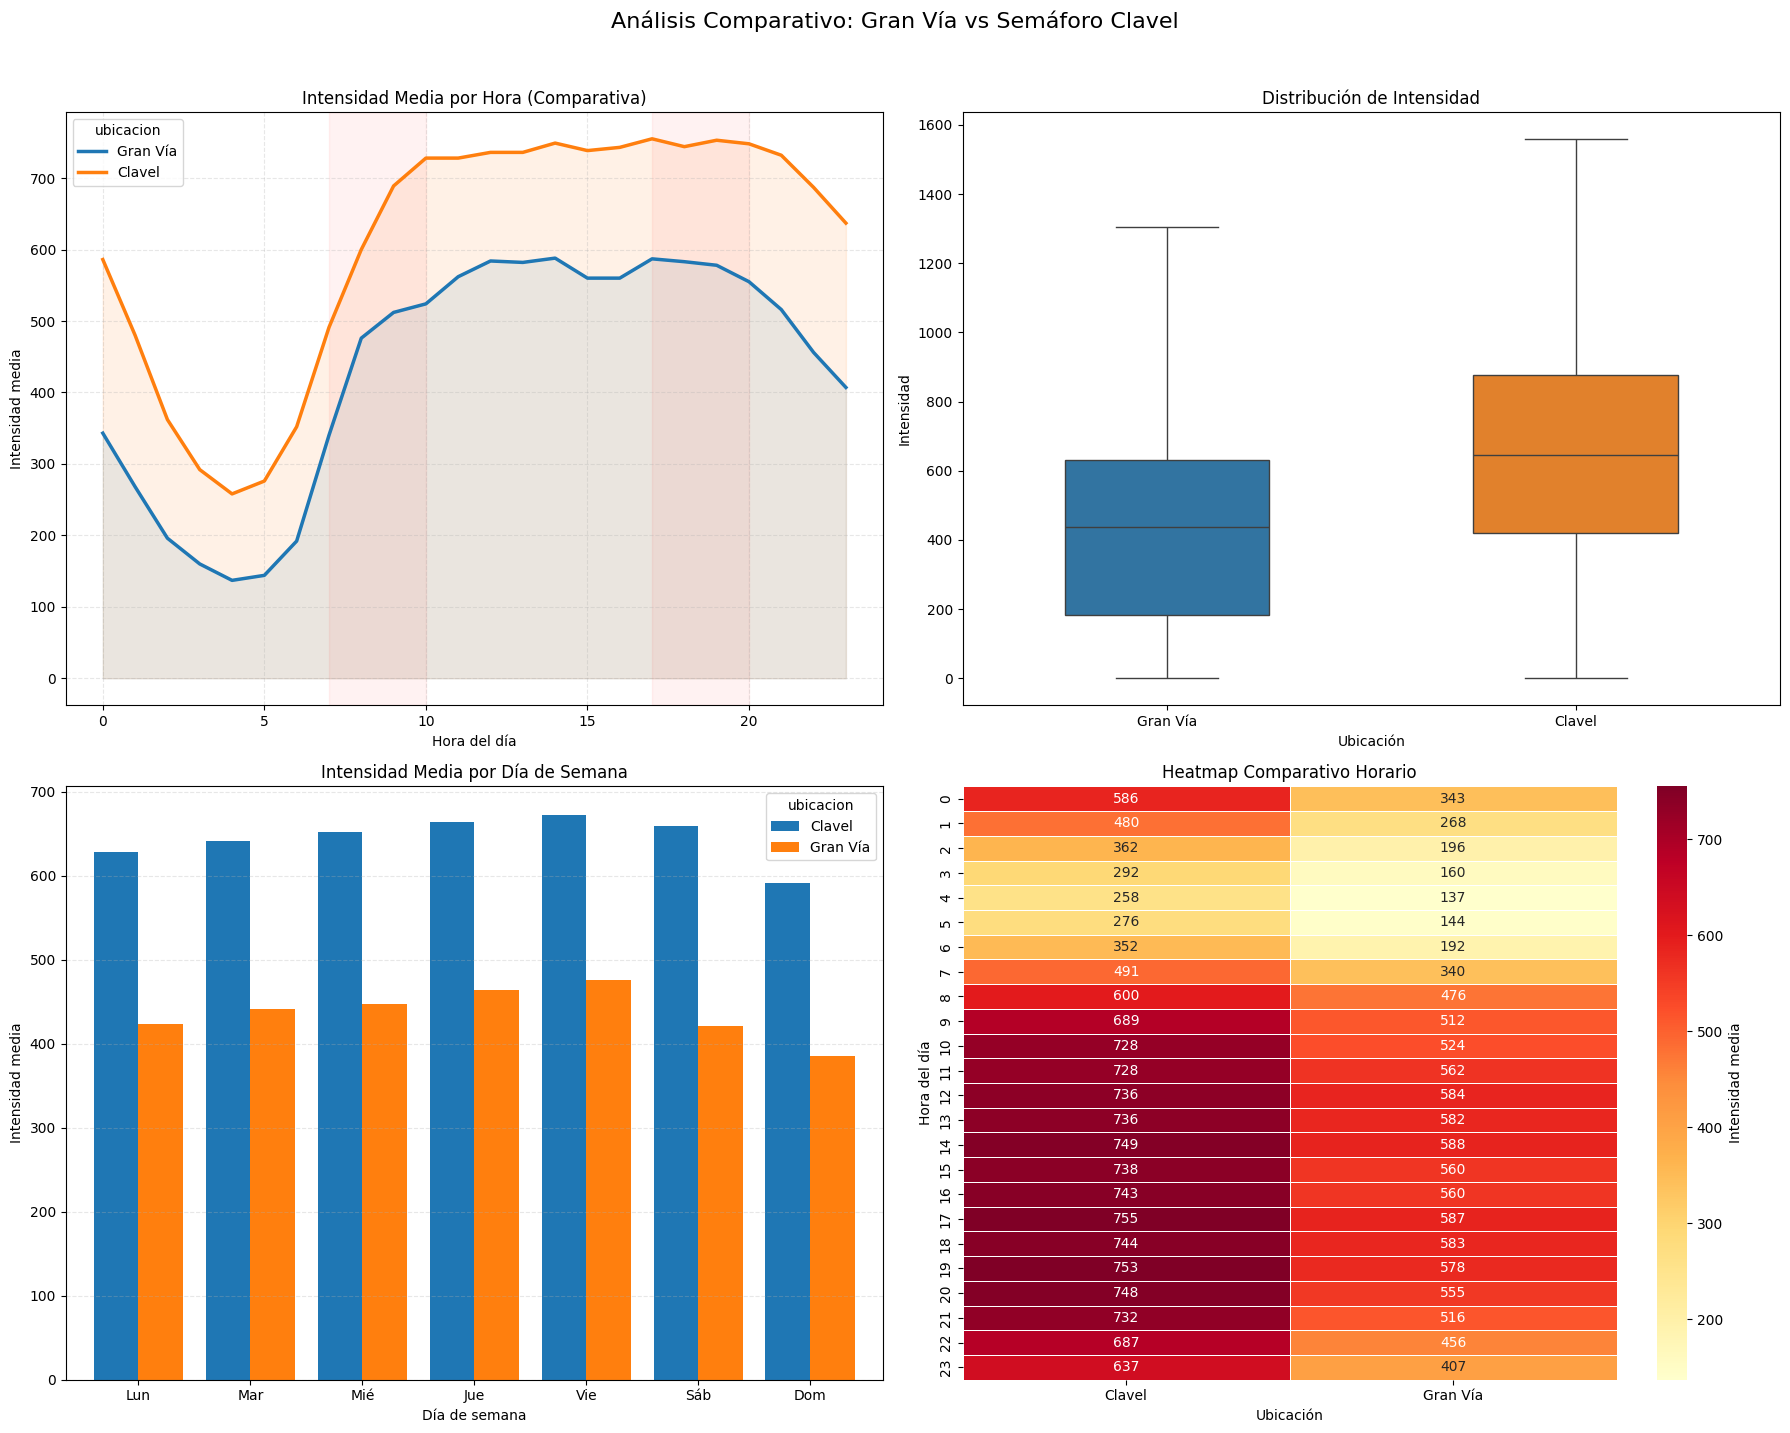 Análisis Comparativo: Gran Vía vs Semáforo Clavel
Intensidad Media por Hora (Comparativa)
ubicacion
Gran Vía
Clavel
Intensidad media
700
600
500
400
300
200
100
0
0 5 10 15 20
Hora del día
Distribución de Intensidad
Intensidad
1600
1400
1200
1000
800
600
400
200
0
Gran Vía Clavel
Ubicación
Intensidad Media por Día de Semana
ubicacion
Clavel
Gran Vía
Intensidad media
700
600
500
400
300
200
100
0
Lun Mar Mié Jue Vie Sáb Dom
Día de semana
Heatmap Comparativo Horario
Hora del día
0 586 343
1 480 268
2 362 196
3 292 160
4 258 137
5 276 144
6 352 192
7 491 340
8 600 476
9 689 512
10 728 524
11 728 562
12 736 584
13 736 582
14 749 588
15 738 560
16 743 560
17 755 587
18 744 583
19 753 578
20 748 555
21 732 516
22 687 456
23 637 407
Clavel Gran Vía
Ubicación
700
600
500
400
300
200
Intensidad media